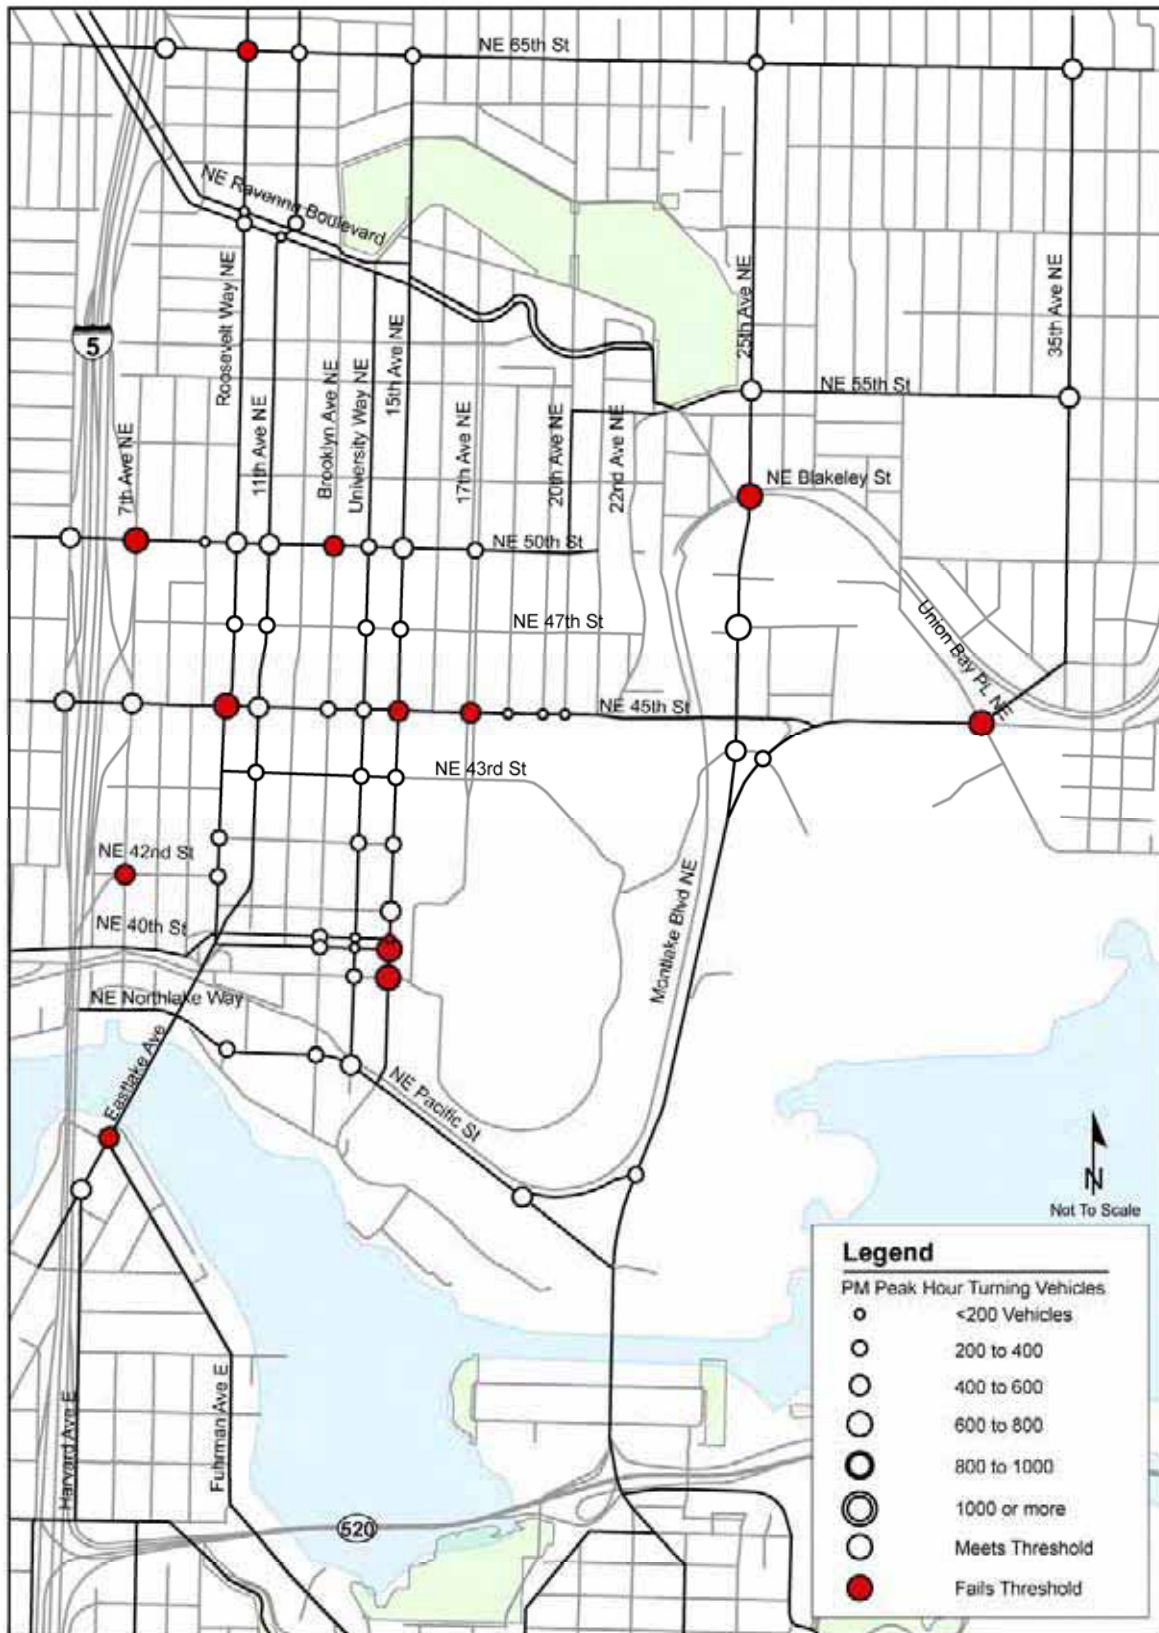 NE 65th St
NE Ravenna Boulevard
Roosevelt Way NE
11th Ave NE
Brooklyn Ave NE
University Way NE
15th Ave NE
17th Ave NE
20th Ave NE
22nd Ave NE
25th Ave NE
35th Ave NE
5
7th Ave NE
NE 55th St
NE Blakeley St
NE 50th St
NE 47th St
Union Bay PL NE
NE 45th St
NE 43rd St
NE 42nd St
NE 40th St
Montlake Blvd NE
NE Northlake Way
Eastlake Ave
NE Pacific St
N
Not To Scale
Harvard Ave E
Fuhrman Ave E
520
Legend
PM Peak Hour Turning Vehicles
<200 Vehicles
200 to 400
400 to 600
600 to 800
800 to 1000
1000 or more
Meets Threshold
Fails Threshold